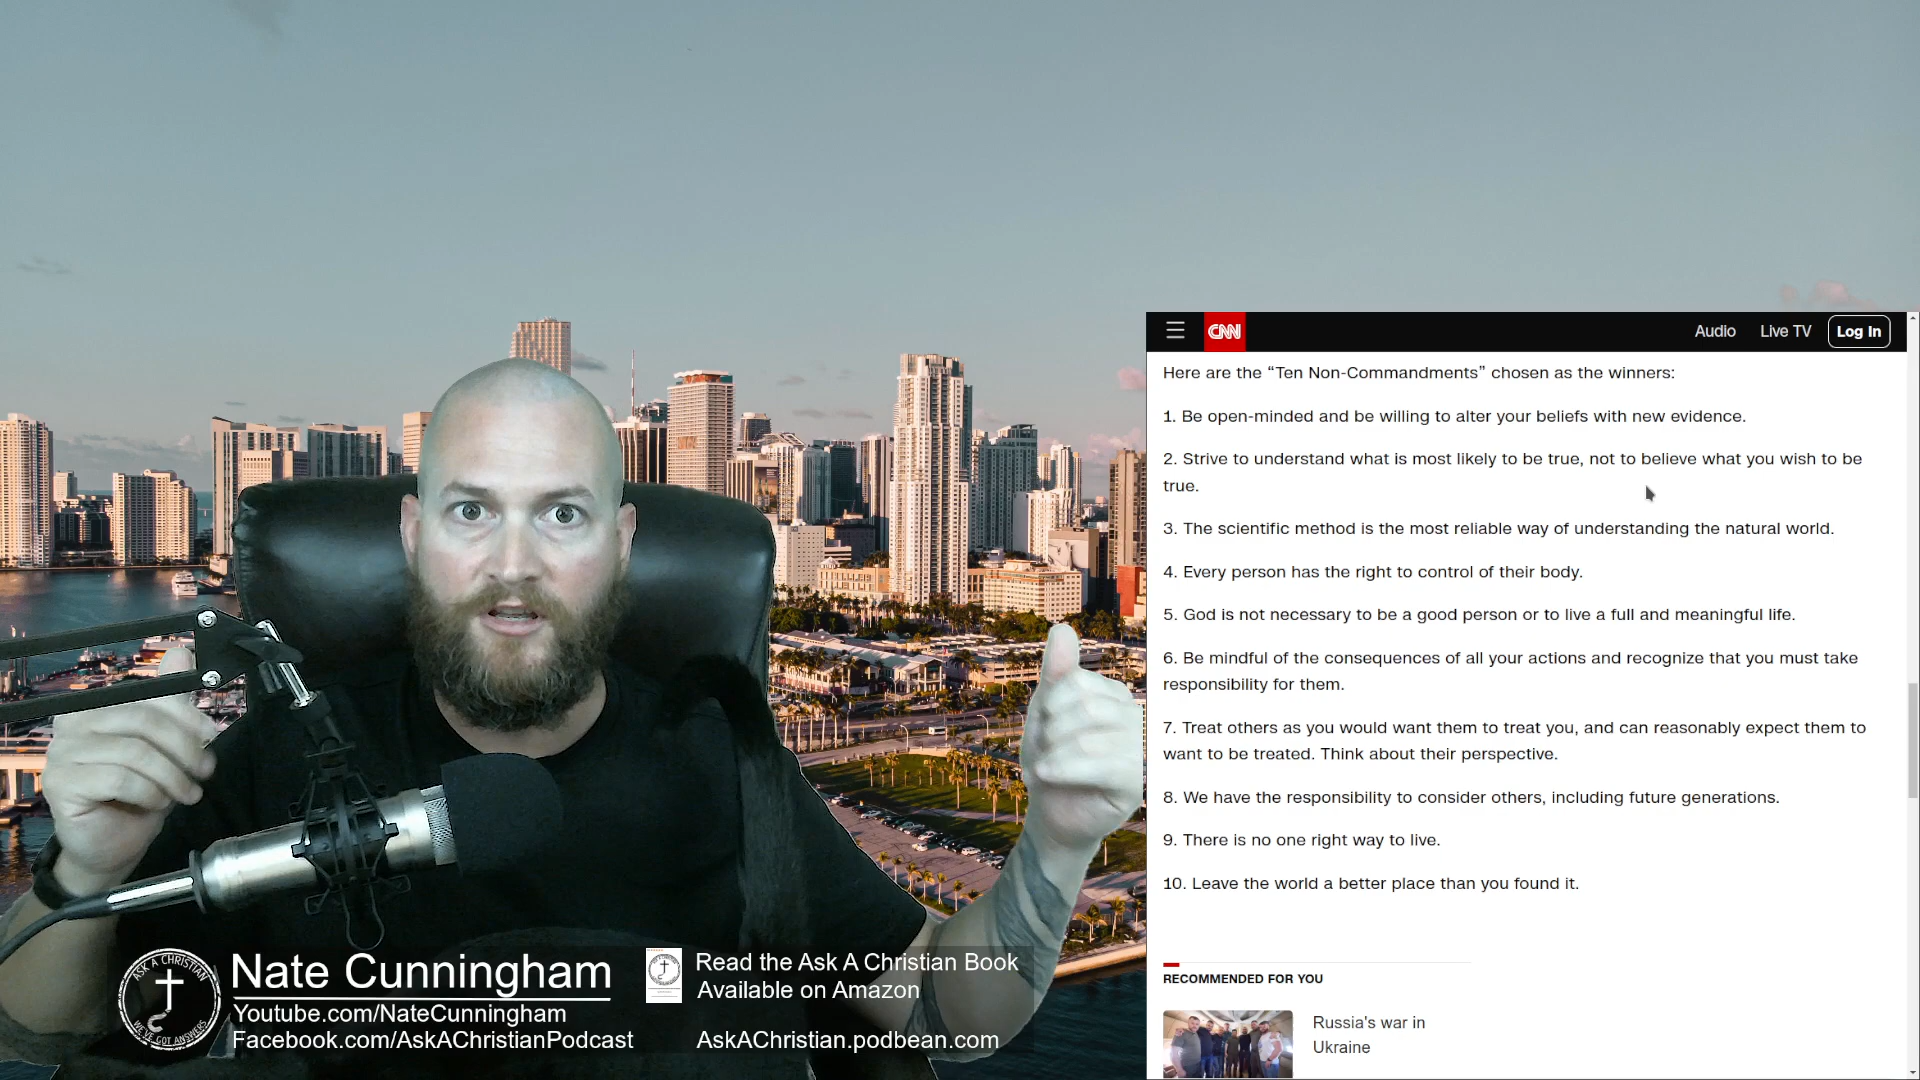 CNN
Audio
Live TV
Log In
Here are the “Ten Non-Commandments” chosen as the winners:
1. Be open-minded and be willing to alter your beliefs with new evidence.
2. Strive to understand what is most likely to be true, not to believe what you wish to be
true.
3. The scientific method is the most reliable way of understanding the natural world.
4. Every person has the right to control of their body.
5. God is not necessary to be a good person or to live a full and meaningful life.
6. Be mindful of the consequences of all your actions and recognize that you must take
responsibility for them.
7. Treat others as you would want them to treat you, and can reasonably expect them to
want to be treated. Think about their perspective.
8. We have the responsibility to consider others, including future generations.
9. There is no one right way to live.
10. Leave the world a better place than you found it.
RECOMMENDED FOR YOU
Russia's war in
Ukraine
ASK A CHRISTIAN
WE'VE GOT ANSWERS
Nate Cunningham
Youtube.com/NateCunningham
Facebook.com/AskAChristianPodcast
Read the Ask A Christian Book
Available on Amazon
AskAChristian.podbean.com